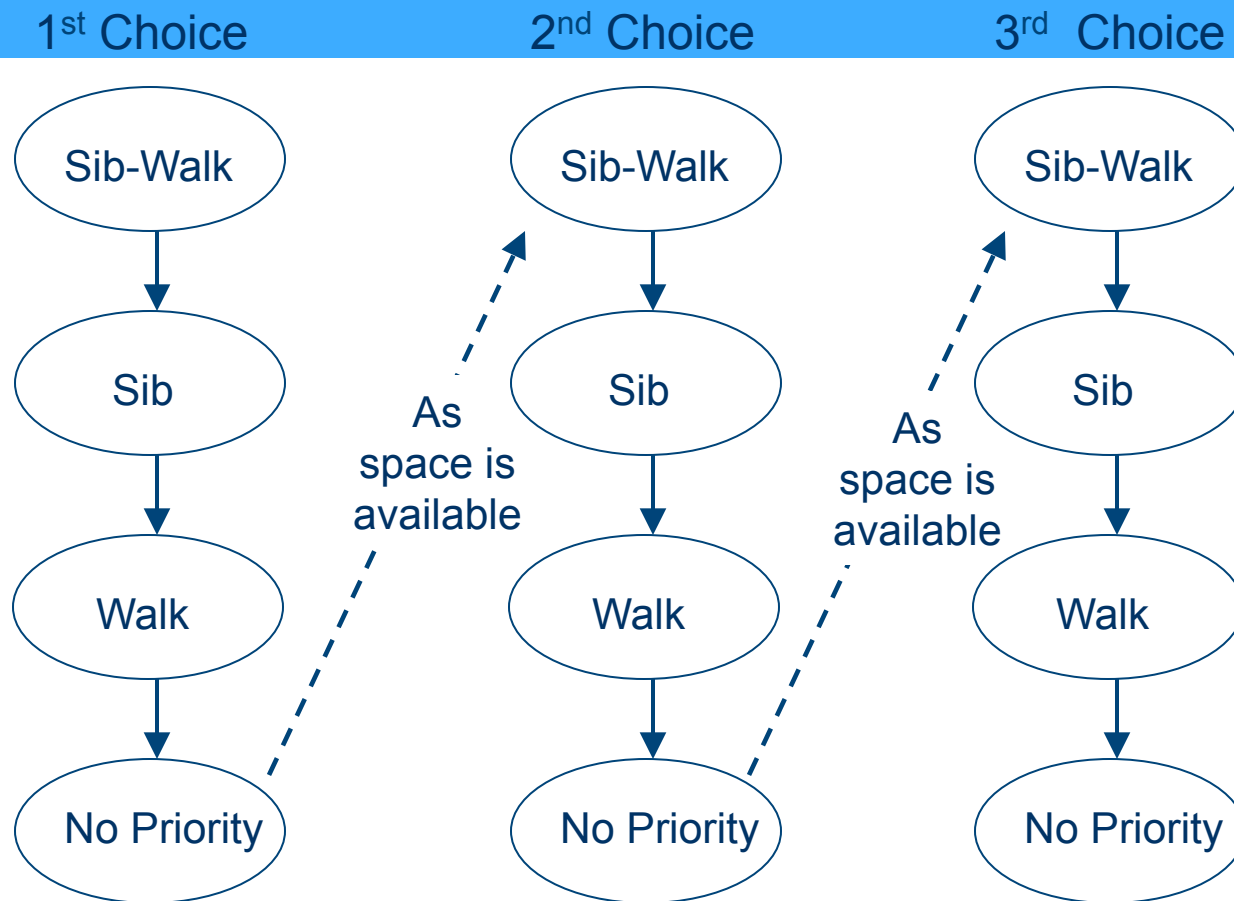 1st Choice
2nd Choice
3rd Choice
Sib-Walk
Sib-Walk
Sib-Walk
Sib
Sib
Sib
As
space is
available
As
space is
available
Walk
Walk
Walk
No Priority
No Priority
No Priority